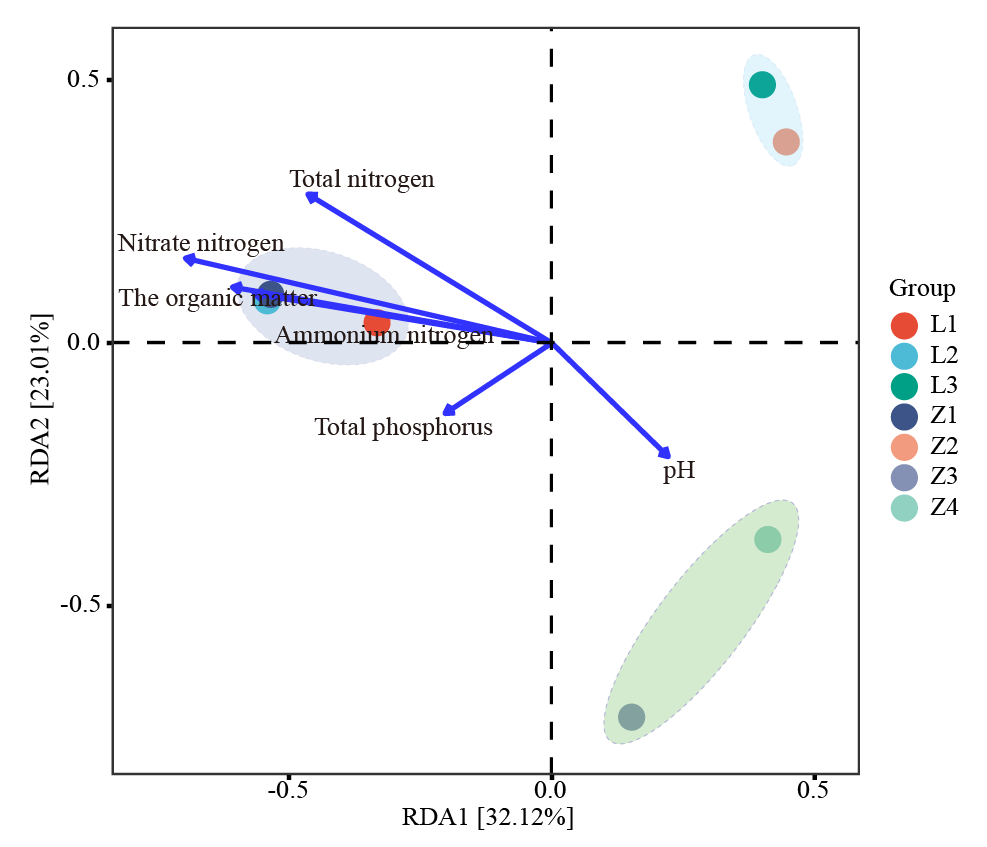 0.5
0.0
-0.5
RDA2 [23.01%]
Total nitrogen
Nitrate nitrogen
The organic matter
Ammonium nitrogen
Total phosphorus
pH
-0.5
0.0
0.5
RDA1 [32.12%]
Group
L1
L2
L3
Z1
Z2
Z3
Z4